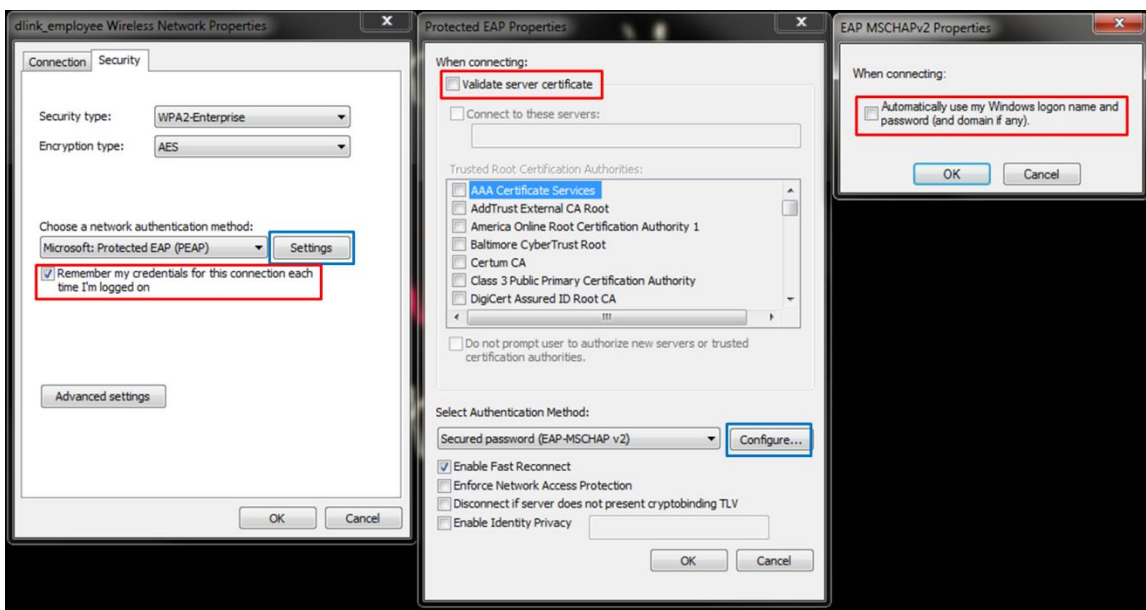 dlink_employee Wireless Network Properties
Connection
Security
Security type:
WPA2-Enterprise
Encryption type:
AES
Choose a network authentication method:
Microsoft: Protected EAP (PEAP)
Settings
Remember my credentials for this connection each
time I'm logged on
Advanced settings
OK
Cancel
Protected EAP Properties
When connecting:
Validate server certificate
Connect to these servers:
Trusted Root Certification Authorities:
AAA Certificate Services
AddTrust External CA Root
America Online Root Certification Authority 1
Baltimore CyberTrust Root
Certum CA
Class 3 Public Primary Certification Authority
DigiCert Assured ID Root CA
Do not prompt user to authorize new servers or trusted
certification authorities.
Select Authentication Method:
Secured password (EAP-MSCHAP v2)
Configure...
Enable Fast Reconnect
Enforce Network Access Protection
Disconnect if server does not present cryptobinding TLV
Enable Identity Privacy
OK
Cancel
EAP MSCHAPv2 Properties
When connecting:
Automatically use my Windows logon name and
password (and domain if any).
OK
Cancel